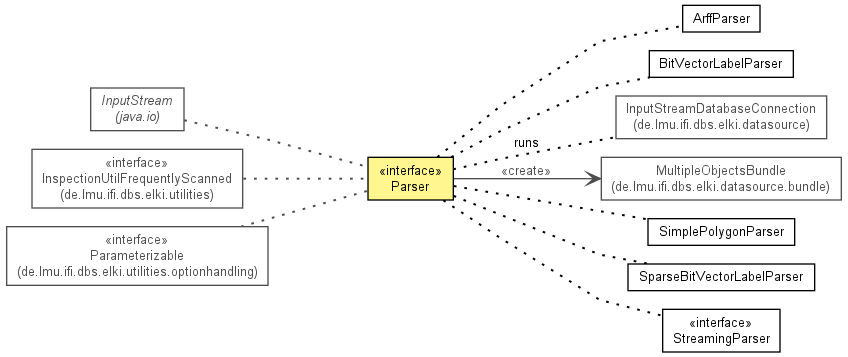 ArffParser
BitVectorLabelParser
InputStream
(java.io)
InputStreamDatabaseConnection
(de.lmu.ifi.dbs.elki.datasource)
runs
«interface»
InspectionUtilFrequentlyScanned
(de.lmu.ifi.dbs.elki.utilities)
«interface»
Parser
«create»
MultipleObjectsBundle
(de.lmu.ifi.dbs.elki.datasource.bundle)
«interface»
Parameterizable
(de.lmu.ifi.dbs.elki.utilities.optionhandling)
SimplePolygonParser
SparseBitVectorLabelParser
«interface»
StreamingParser